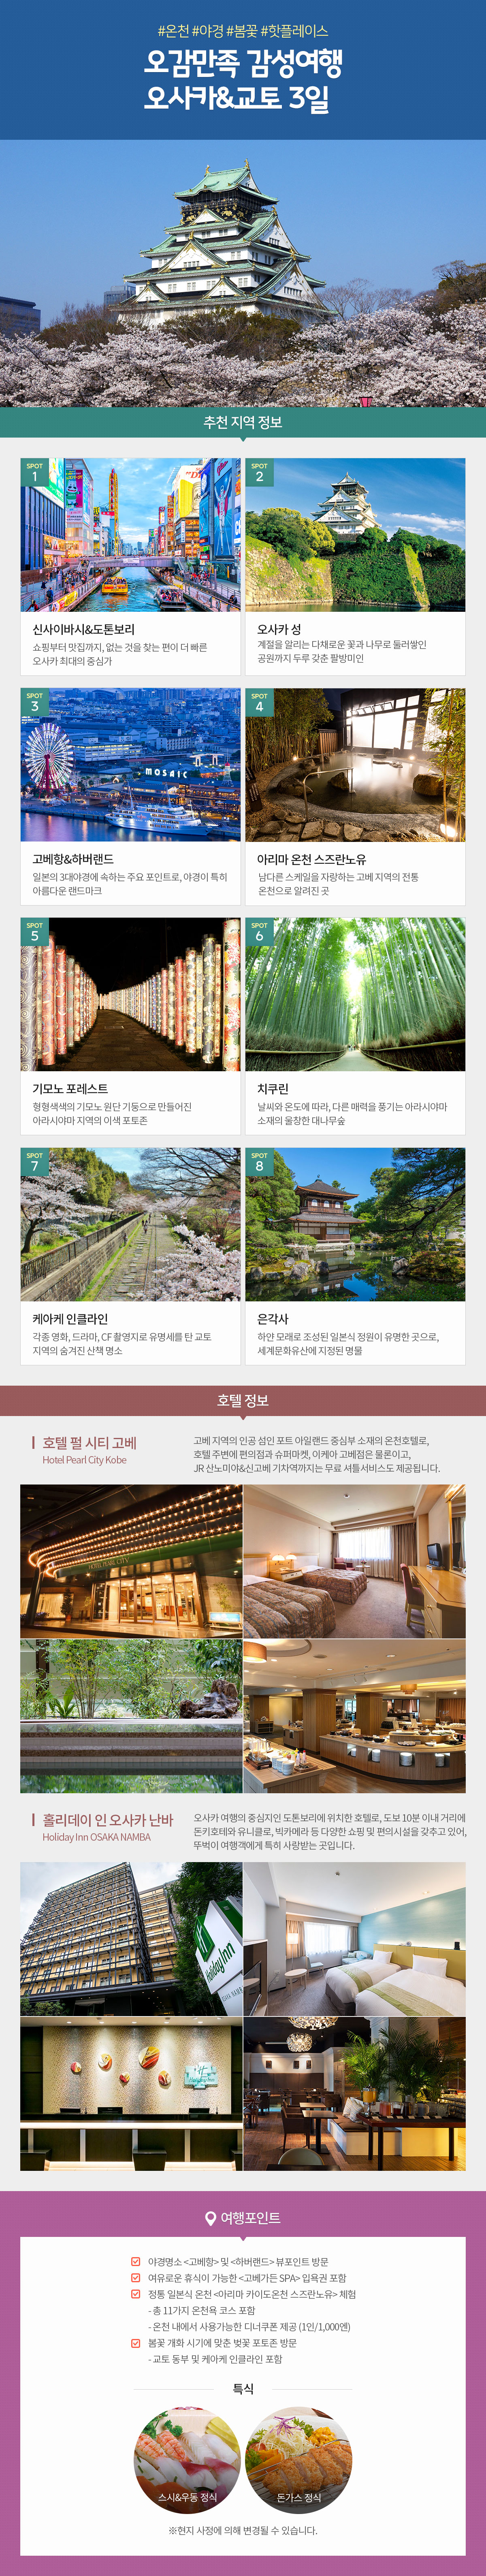 #온천 #야경 #봄꽃 #핫플레이스
오감만족 감성여행
오사카&교토 3일
추천 지역 정보
SPOT
1
신사이바시&도톤보리
쇼핑부터 맛집까지, 없는 것을 찾는 편이 더 빠른
오사카 최대의 중심가
SPOT
2
오사카 성
계절을 알리는 다채로운 꽃과 나무로 둘러쌓인
공원까지 두루 갖춘 팔방미인
SPOT
3
MOSAIC
고베항&하버랜드
일본의 3대야경에 속하는 주요 포인트로, 야경이 특히
아름다운 랜드마크
SPOT
4
아리마 온천 스즈란노유
남다른 스케일을 자랑하는 고베 지역의 전통
온천으로 알려진 곳
SPOT
5
기모노 포레스트
형형색색의 기모노 원단 기둥으로 만들어진
아라시야마 지역의 이색 포토존
SPOT
6
치쿠린
날씨와 온도에 따라, 다른 매력을 풍기는 아라시야마
소재의 울창한 대나무숲
SPOT
7
케아케 인클라인
각종 영화, 드라마, CF 촬영지로 유명세를 탄 교토
지역의 숨겨진 산책 명소
SPOT
8
은각사
하얀 모래로 조성된 일본식 정원이 유명한 곳으로,
세계문화유산에 지정된 명물
호텔 정보
호텔 펄 시티 고베
Hotel Pearl City Kobe
고베 지역의 인공 섬인 포트 아일랜드 중심부 소재의 온천호텔로,
호텔 주변에 편의점과 슈퍼마켓, 이케아 고베점은 물론이고,
JR 산노미야&신고베 기차역까지는 무료 셔틀서비스도 제공됩니다.
홀리데이 인 오사카 난바
Holiday Inn OSAKA NAMBA
오사카 여행의 중심지인 도톤보리에 위치한 호텔로, 도보 10분 이내 거리에
돈키호테와 유니클로, 빅카메라 등 다양한 쇼핑 및 편의시설을 갖추고 있어,
뚜벅이 여행객에게 특히 사랑받는 곳입니다.
Holiday Inn
여행포인트
야경명소 <고베항> 및 <하버랜드> 뷰포인트 방문
여유로운 휴식이 가능한 <고베가든 SPA> 입욕권 포함
정통 일본식 온천 <아리마 카이도온천 스즈란노유> 체험
- 총 11가지 온천욕 코스 포함
- 온천 내에서 사용가능한 디너쿠폰 제공 (1인/1,000엔)
봄꽃 개화 시기에 맞춘 벚꽃 포토존 방문
- 교토 동부 및 케아케 인클라인 포함
특식
스시&우동 정식
돈가스 정식
※현지 사정에 의해 변경될 수 있습니다.